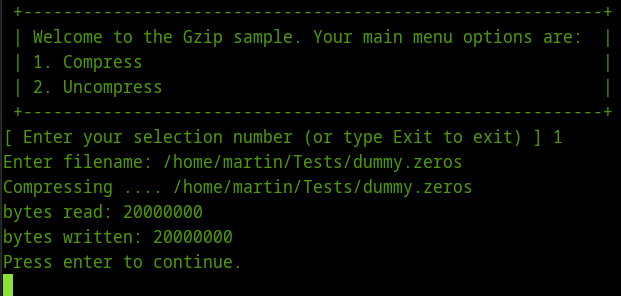 +----------------------------------------------------------+
| Welcome to the Gzip sample. Your main menu options are:  |
| 1. Compress                                              |
| 2. Uncompress                                            |
+----------------------------------------------------------+
[ Enter your selection number (or type Exit to exit) ] 1
Enter filename: /home/martin/Tests/dummy.zeros
Compressing .... /home/martin/Tests/dummy.zeros
bytes read: 20000000
bytes written: 20000000
Press enter to continue.